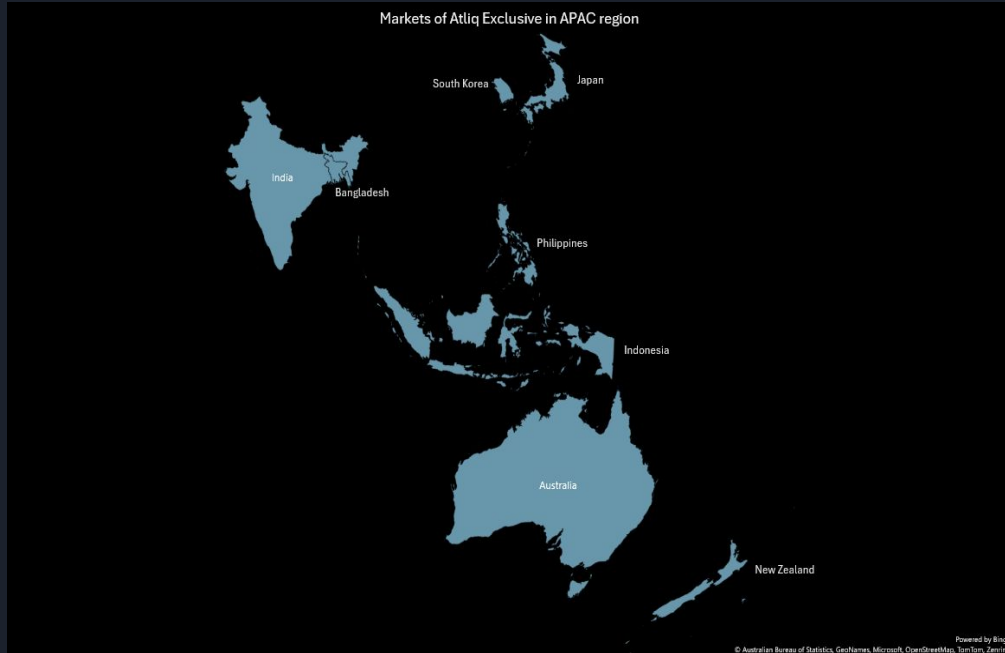 Markets of Atliq Exclusive in APAC region
South Korea
Japan
India
Bangladesh
Philippines
Indonesia
Australia
New Zealand
Powered by Bing
© Australian Bureau of Statistics, GeoNames, Microsoft, OpenStreetMap, TomTom,